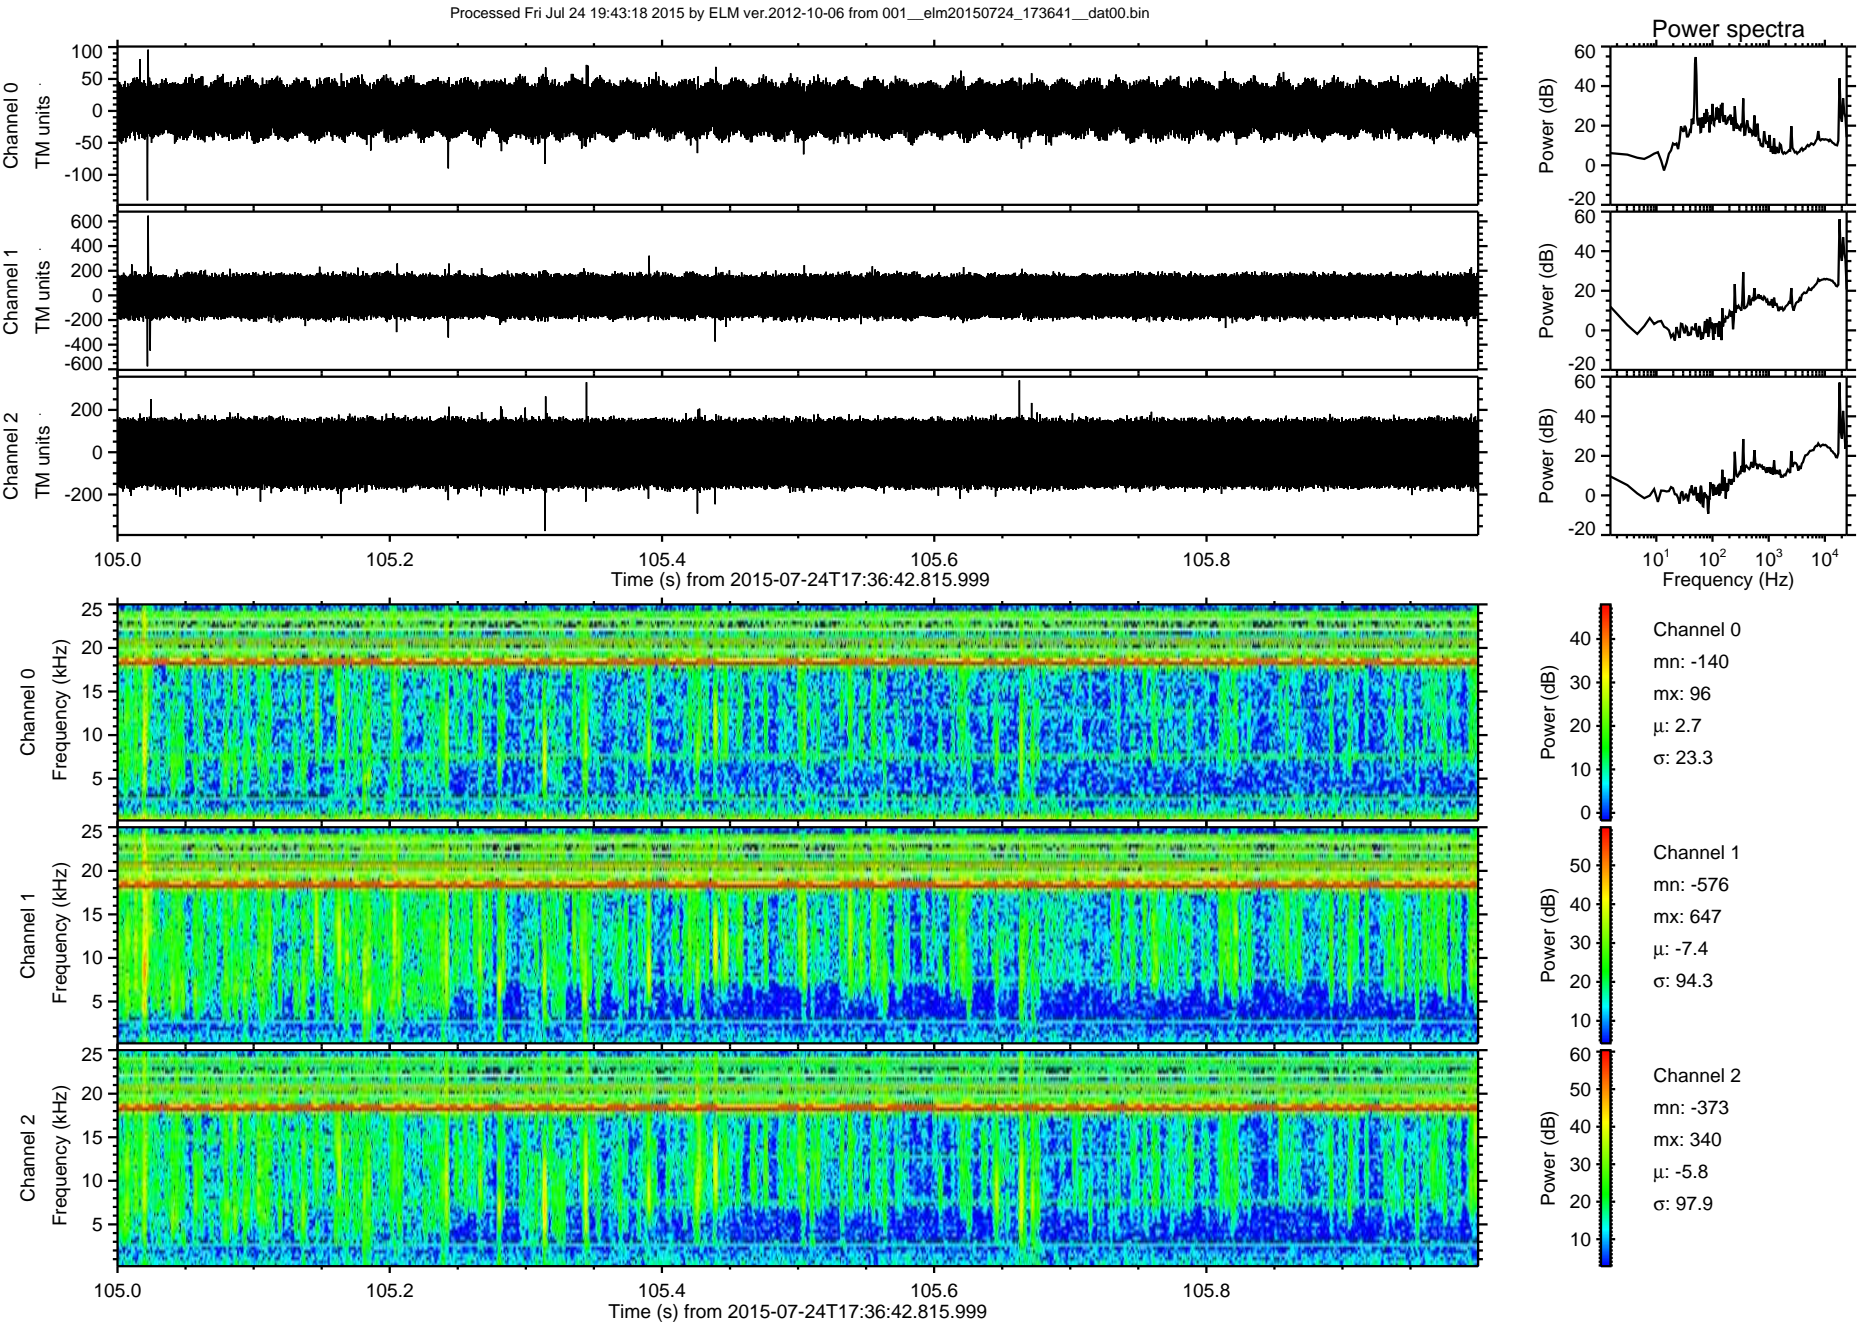 Processed Fri Jul 24 19:43:18 2015 by ELM ver.2012-10-06 from 001__elm20150724_173641__dat00.bin
Power spectra
Channel 0
TM units
100
50
0
-50
-100
Power (dB)
60
40
20
0
-20
Channel 1
TM units
600
400
200
0
-200
-400
-600
Power (dB)
60
40
20
0
-20
Channel 2
TM units
200
0
-200
Power (dB)
60
40
20
0
-20
105.0 105.2 105.4 105.6 105.8
Time (s) from 2015-07-24T17:36:42.815.999
10^1 10^2 10^3 10^4
Frequency (Hz)
Channel 0
Frequency (kHz)
25
20
15
10
5
Power (dB)
40
30
20
10
0
Channel 0
mn: -140
mx: 96
μ: 2.7
σ: 23.3
Channel 1
Frequency (kHz)
25
20
15
10
5
Power (dB)
50
40
30
20
10
Channel 1
mn: -576
mx: 647
μ: -7.4
σ: 94.3
Channel 2
Frequency (kHz)
25
20
15
10
5
Power (dB)
60
50
40
30
20
10
Channel 2
mn: -373
mx: 340
μ: -5.8
σ: 97.9
105.0 105.2 105.4 105.6 105.8
Time (s) from 2015-07-24T17:36:42.815.999